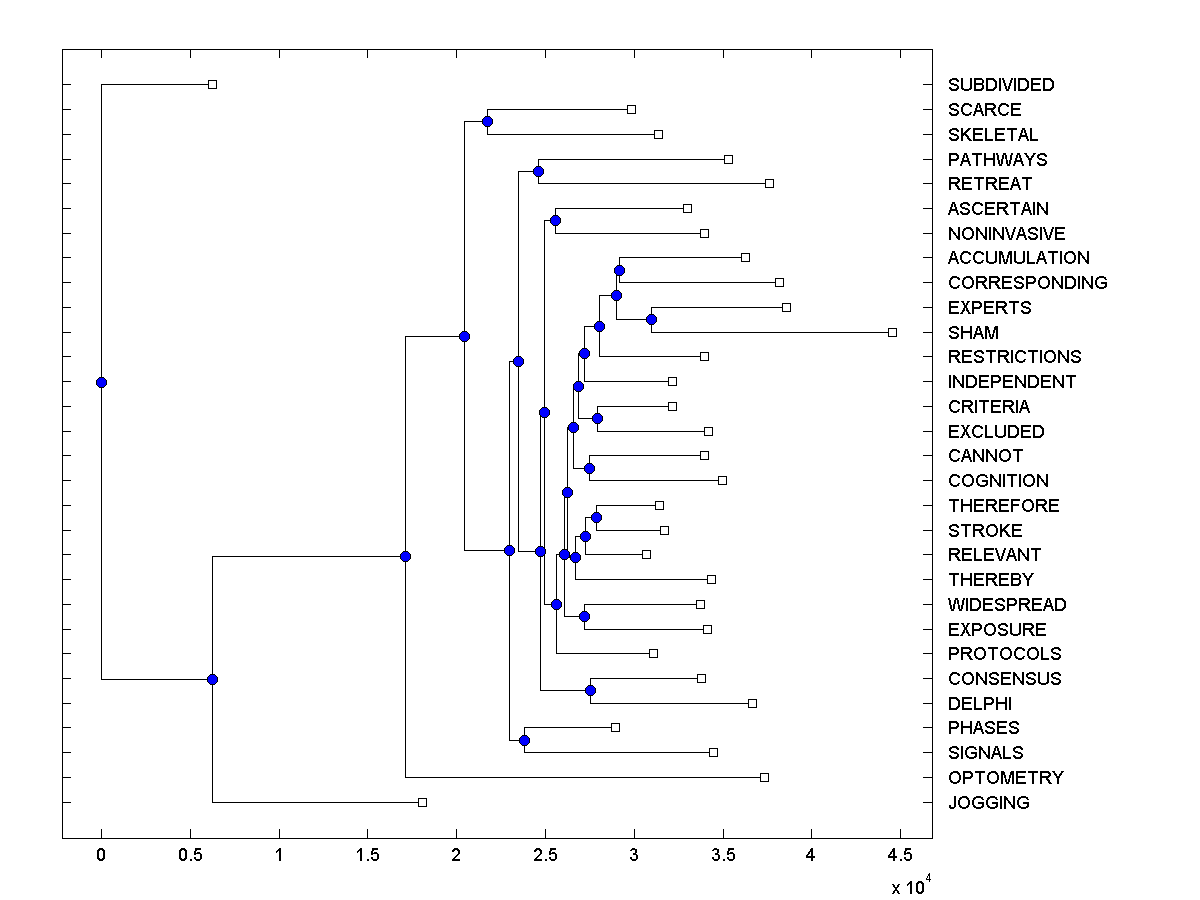 SUBDIVIDED
SCARCE
SKELETAL
PATHWAYS
RETREAT
ASCERTAIN
NONINVASIVE
ACCUMULATION
CORRESPONDING
EXPERTS
SHAM
RESTRICTIONS
INDEPENDENT
CRITERIA
EXCLUDED
CANNOT
COGNITION
THEREFORE
STROKE
RELEVANT
THEREBY
WIDESPREAD
EXPOSURE
PROTOCOLS
CONSENSUS
DELPHI
PHASES
SIGNALS
OPTOMETRY
JOGGING
0 0.5 1 1.5 2 2.5 3 3.5 4 4.5
x 10^4